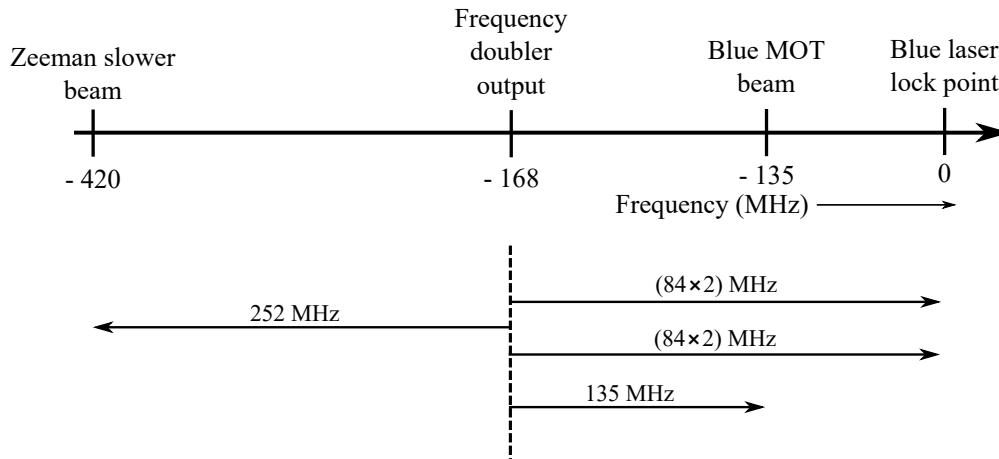 Zeeman slower
beam
Frequency
doubler
output
Blue MOT
beam
Blue laser
lock point
- 420
- 168
- 135
0
Frequency (MHz)
(84×2) MHz
252 MHz
(84×2) MHz
135 MHz